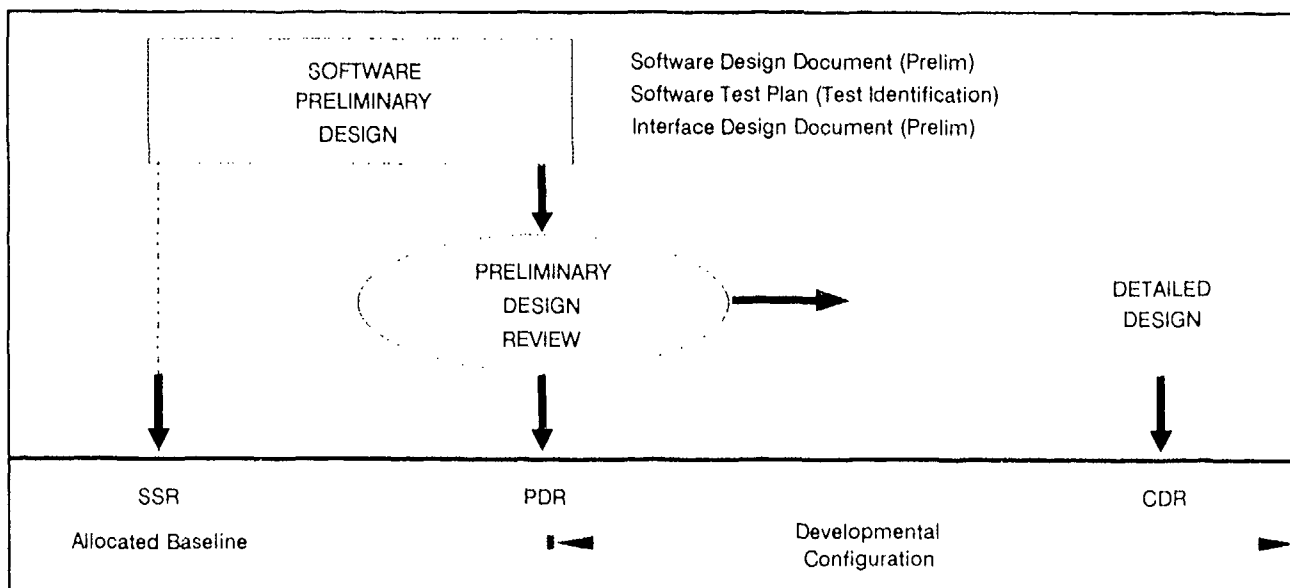 SOFTWARE
PRELIMINARY
DESIGN
Software Design Document (Prelim)
Software Test Plan (Test Identification)
Interface Design Document (Prelim)
PRELIMINARY
DESIGN
REVIEW
DETAILED
DESIGN
SSR
PDR
CDR
Allocated Baseline
Developmental
Configuration